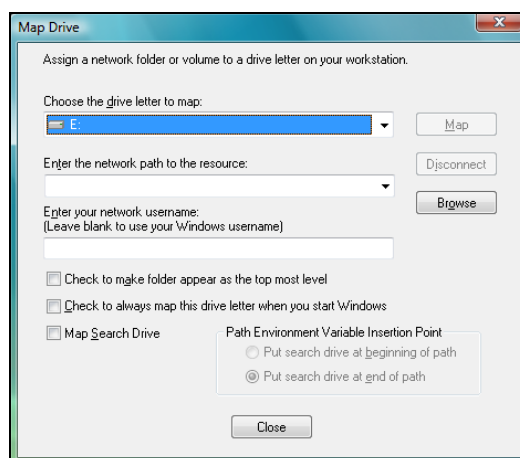 Map Drive
Assign a network folder or volume to a drive letter on your workstation.
Choose the drive letter to map:
E:
Map
Enter the network path to the resource:
Disconnect
Browse
Enter your network username:
(Leave blank to use your Windows username)
Check to make folder appear as the top most level
Check to always map this drive letter when you start Windows
Map Search Drive
Path Environment Variable Insertion Point
Put search drive at beginning of path
Put search drive at end of path
Close